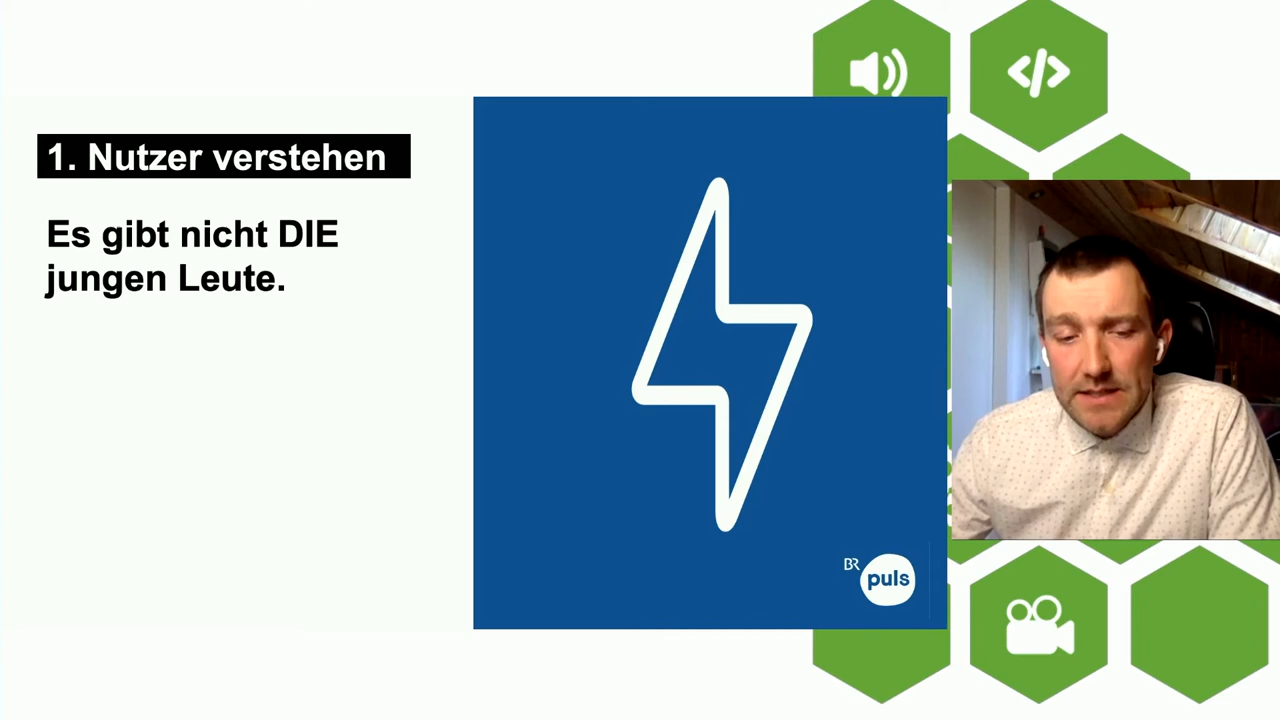 1. Nutzer verstehen
Es gibt nicht DIE
jungen Leute.
BR
puls